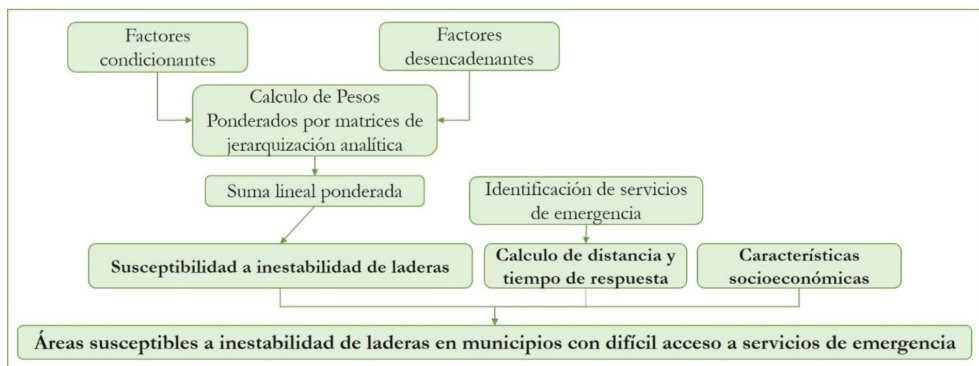 Factores
condicionantes
Factores
desencadenantes
Calculo de Pesos
Ponderados por matrices de
jerarquización analítica
Suma lineal ponderada
Identificación de servicios
de emergencia
Susceptibilidad a inestabilidad de laderas
Calculo de distancia y
tiempo de respuesta
Características
socioeconómicas
Áreas susceptibles a inestabilidad de laderas en municipios con difícil acceso a servicios de emergencia